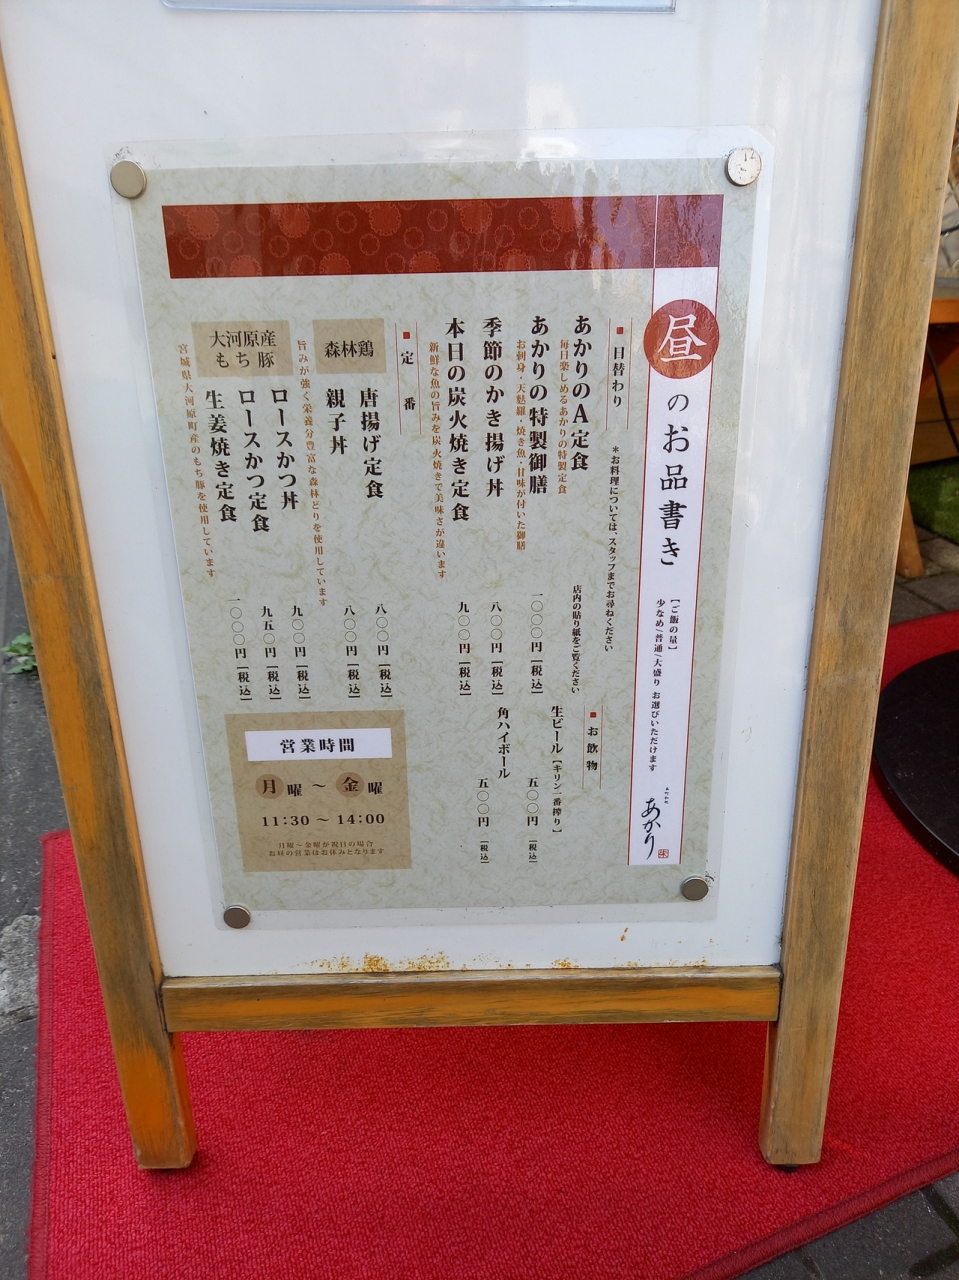 昼のお品書き
【ご飯の量】
少なめ/普通/大盛り お選びいただけます
あかり
■日替わり
＊お料理については、スタッフまでお尋ねください
あかりのA定食
毎日楽しめるあかりの特製定食
店内の貼り紙をご覧ください
あかりの特製御膳
一〇〇〇円【税込】
お刺身・天麩羅・焼き魚・甘味が付いた御膳
季節のかき揚げ丼
八〇〇円【税込】
本日の炭火焼き定食
九〇〇円【税込】
新鮮な魚の旨みを炭火焼きで美味さが違います
■定番
森林鶏
唐揚げ定食
八〇〇円【税込】
親子丼
八〇〇円【税込】
旨みが強く栄養分豊富な森林どりを使用しています
大河原産
もち豚
ロースかつ丼
九〇〇円【税込】
ロースかつ定食
九五〇円【税込】
生姜焼き定食
一〇〇〇円【税込】
宮城県大河原町産のもち豚を使用しています
■お飲物
生ビール【キリン一番搾り】
五〇〇円【税込】
角ハイボール
五〇〇円【税込】
営業時間
月曜〜金曜
11:30〜14:00
月曜〜金曜が祝日の場合
お昼の営業はお休みとなります